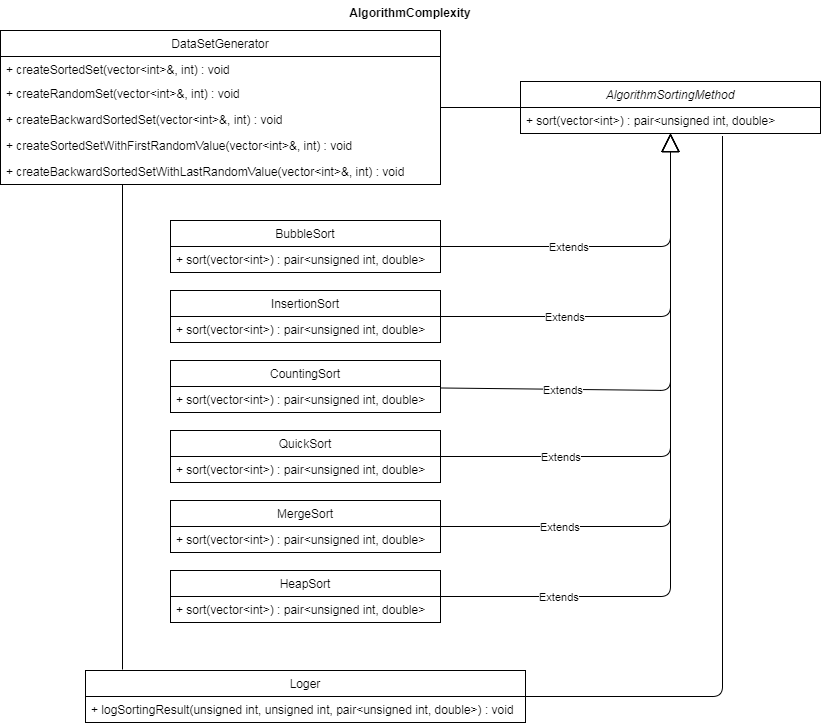 AlgorithmComplexity
DataSetGenerator
+ createSortedSet(vector<int>&, int) : void
+ createRandomSet(vector<int>&, int) : void
+ createBackwardSortedSet(vector<int>&, int) : void
+ createSortedSetWithFirstRandomValue(vector<int>&, int) : void
+ createBackwardSortedSetWithLastRandomValue(vector<int>&, int) : void
AlgorithmSortingMethod
+ sort(vector<int>) : pair<unsigned int, double>
BubbleSort
+ sort(vector<int>) : pair<unsigned int, double>
Extends
InsertionSort
+ sort(vector<int>) : pair<unsigned int, double>
Extends
CountingSort
+ sort(vector<int>) : pair<unsigned int, double>
Extends
QuickSort
+ sort(vector<int>) : pair<unsigned int, double>
Extends
MergeSort
+ sort(vector<int>) : pair<unsigned int, double>
Extends
HeapSort
+ sort(vector<int>) : pair<unsigned int, double>
Extends
Loger
+ logSortingResult(unsigned int, unsigned int, pair<unsigned int, double>) : void